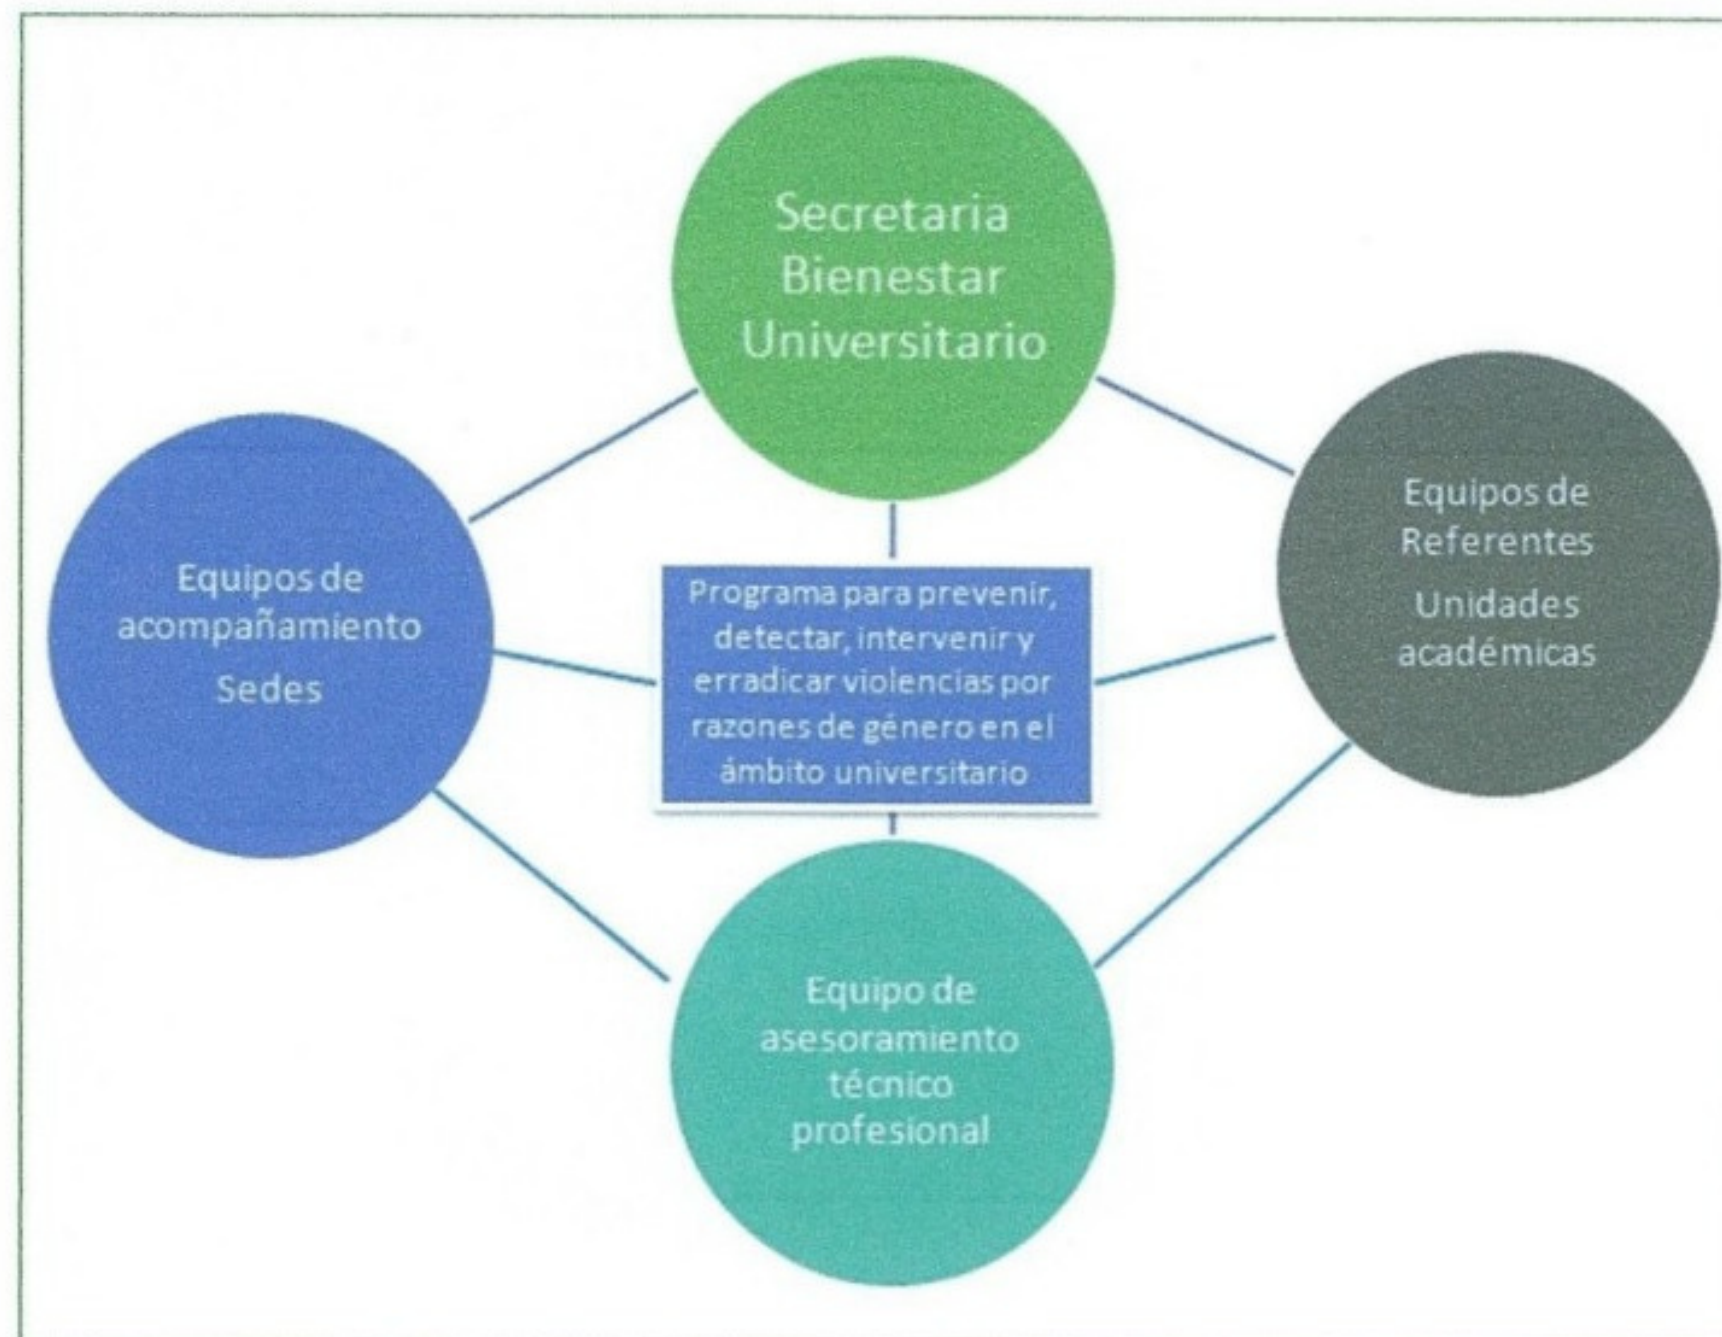 Secretaria
Bienestar
Universitario
Equipos de
acompañamiento
Sedes
Programa para prevenir,
detectar, intervenir y
erradicar violencias por
razones de género en el
ámbito universitario
Equipos de
Referentes
Unidades
académicas
Equipo de
asesoramiento
técnico
profesional